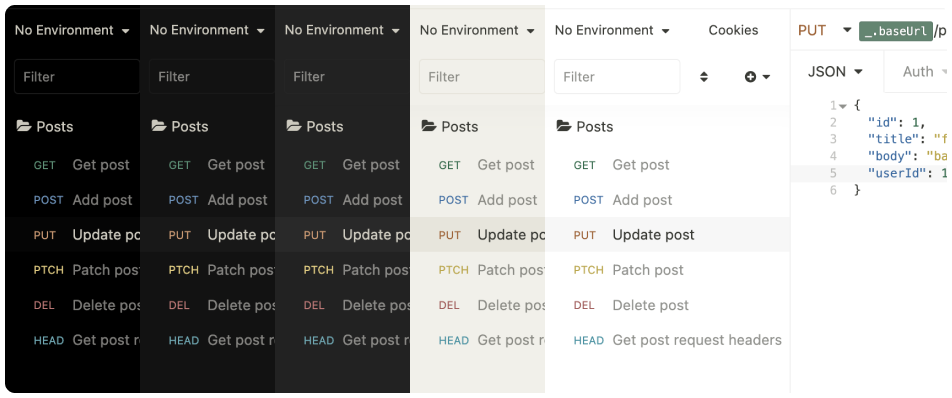 No Environment No Environment No Environment No Environment No Environment Cookies PUT _.baseUrl/p
Filter Filter Filter Filter Filter JSON Auth
1 {
Posts Posts Posts Posts Posts 2 "id": 1,
3 "title": "f
4 "body": "ba
GET Get post GET Get post GET Get post GET Get post GET Get post 5 "userId": 1
6 }
POST Add post POST Add post POST Add post POST Add post POST Add post
PUT Update po PUT Update po PUT Update po PUT Update po PUT Update post
PTCH Patch post PTCH Patch post PTCH Patch post PTCH Patch post PTCH Patch post
DEL Delete pos DEL Delete pos DEL Delete pos DEL Delete pos DEL Delete post
HEAD Get post r HEAD Get post r HEAD Get post r HEAD Get post r HEAD Get post request headers